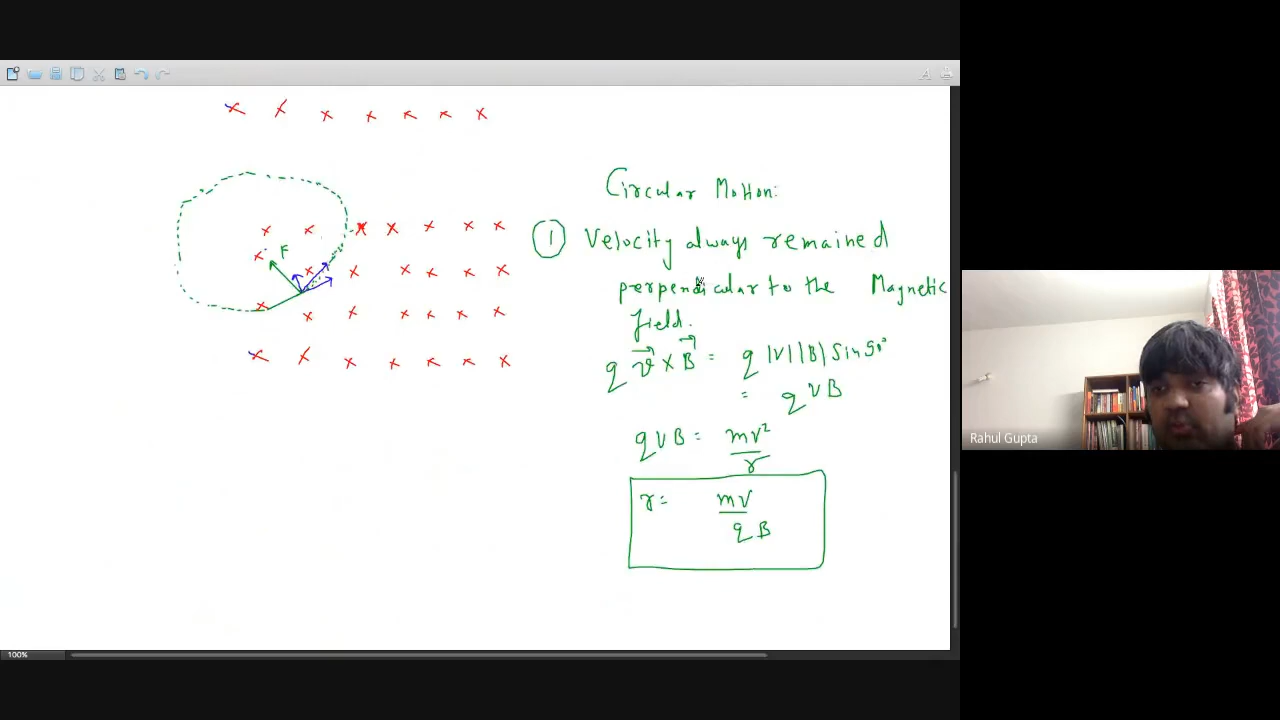 Circular Motion:
1 Velocity always remained
perpendicular to the Magnetic
field.
q v × B = q |V| |B| Sin 90°
= q v B
F
q v B = mv²/r
r = mv/qB
Rahul Gupta
100%